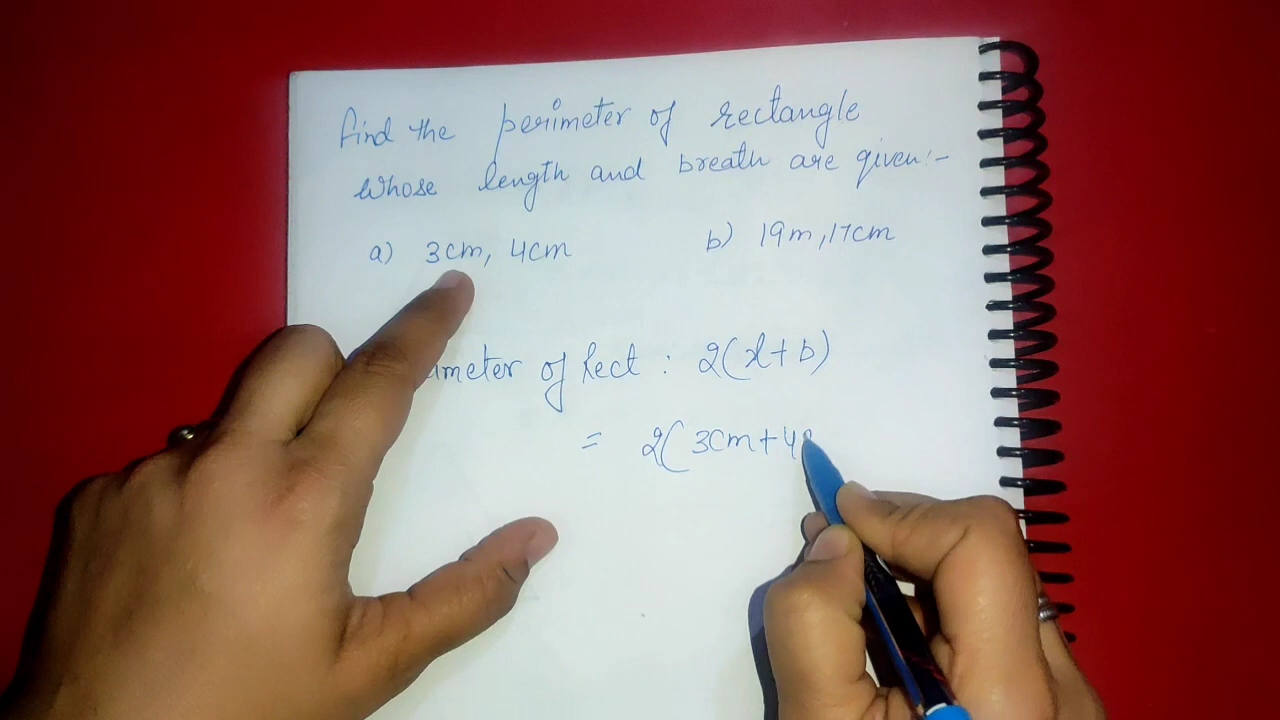 find the perimeter of rectangle
whose length and breath are given:-
a) 3cm, 4cm b) 19m, 17cm
ameter of Rect : 2(l+b)
= 2( 3cm+4